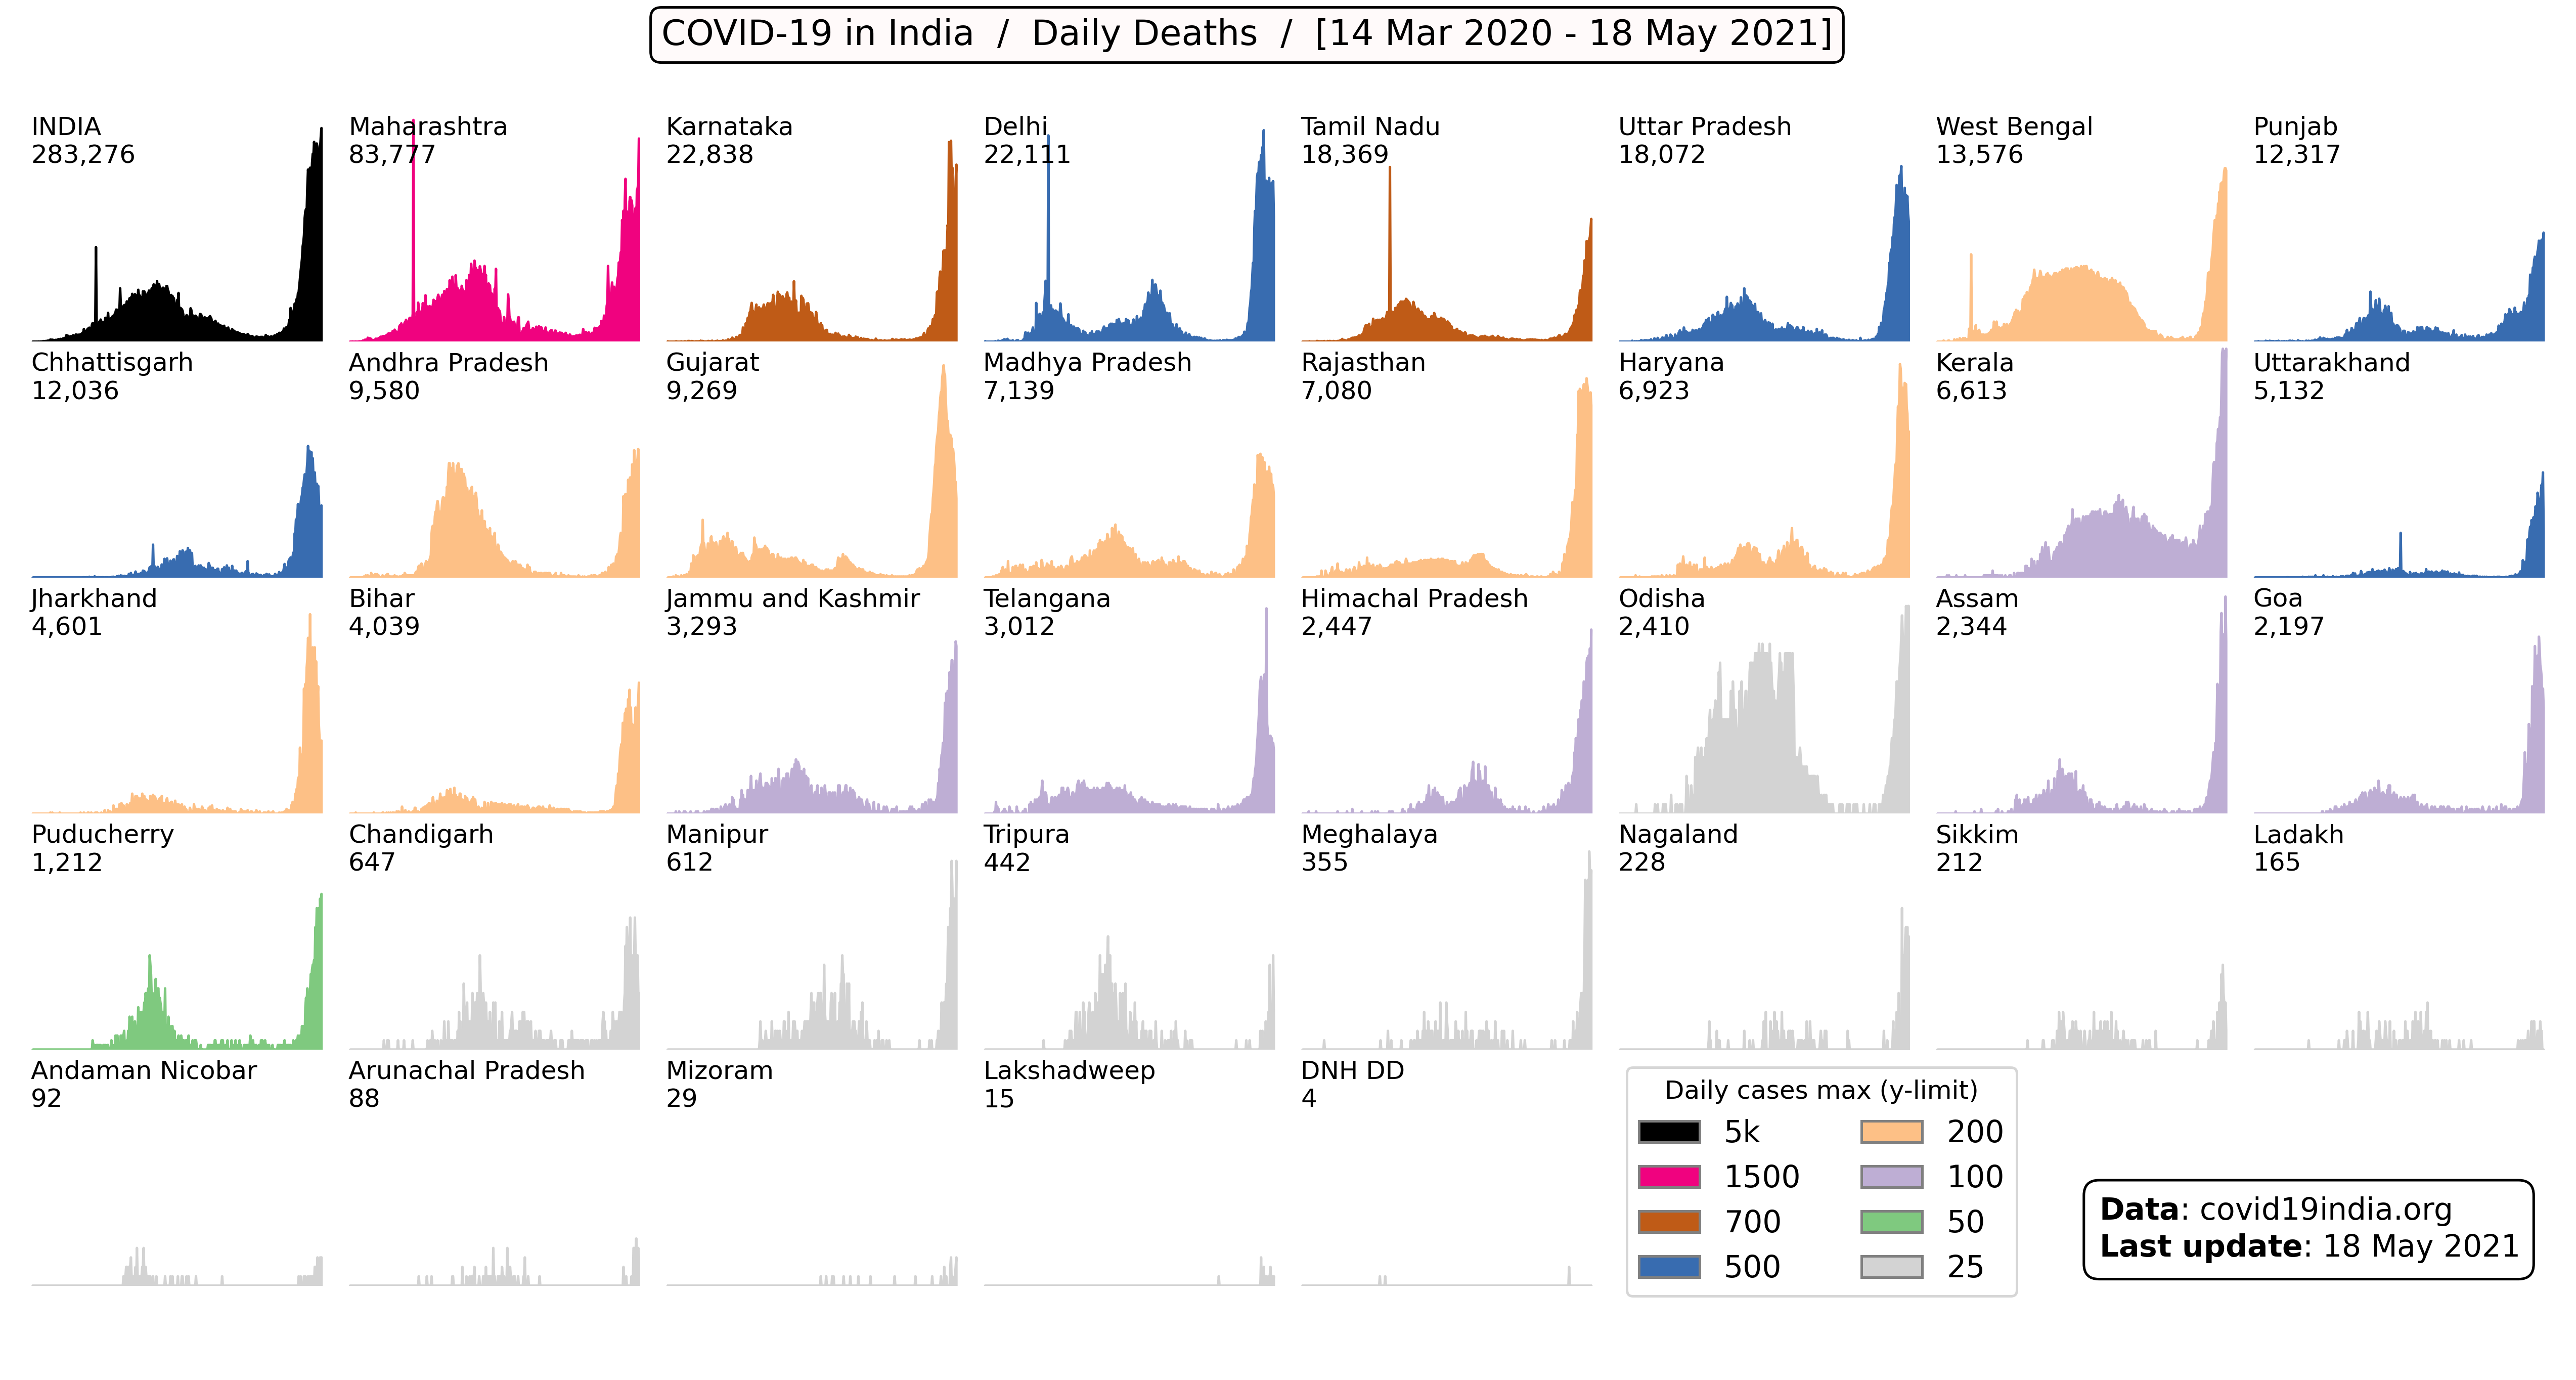 COVID-19 in India / Daily Deaths / [14 Mar 2020 - 18 May 2021]
INDIA
283,276
Maharashtra
83,777
Karnataka
22,838
Delhi
22,111
Tamil Nadu
18,369
Uttar Pradesh
18,072
West Bengal
13,576
Punjab
12,317
Chhattisgarh
12,036
Andhra Pradesh
9,580
Gujarat
9,269
Madhya Pradesh
7,139
Rajasthan
7,080
Haryana
6,923
Kerala
6,613
Uttarakhand
5,132
Jharkhand
4,601
Bihar
4,039
Jammu and Kashmir
3,293
Telangana
3,012
Himachal Pradesh
2,447
Odisha
2,410
Assam
2,344
Goa
2,197
Puducherry
1,212
Chandigarh
647
Manipur
612
Tripura
442
Meghalaya
355
Nagaland
228
Sikkim
212
Ladakh
165
Andaman Nicobar
92
Arunachal Pradesh
88
Mizoram
29
Lakshadweep
15
DNH DD
4
Daily cases max (y-limit)
5k
1500
700
500
200
100
50
25
Data: covid19india.org
Last update: 18 May 2021